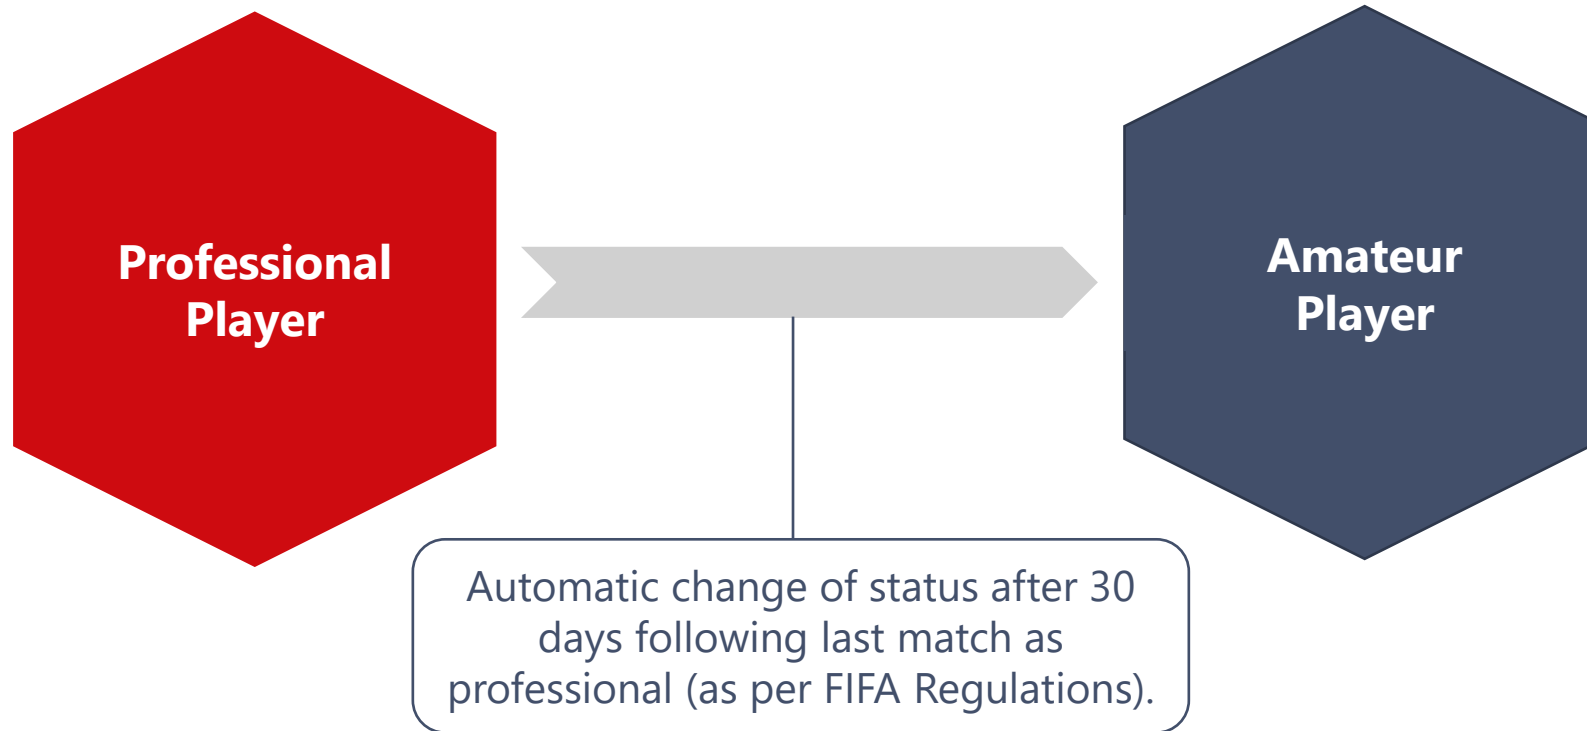 Professional
Player
Amateur
Player
Automatic change of status after 30
days following last match as
professional (as per FIFA Regulations).